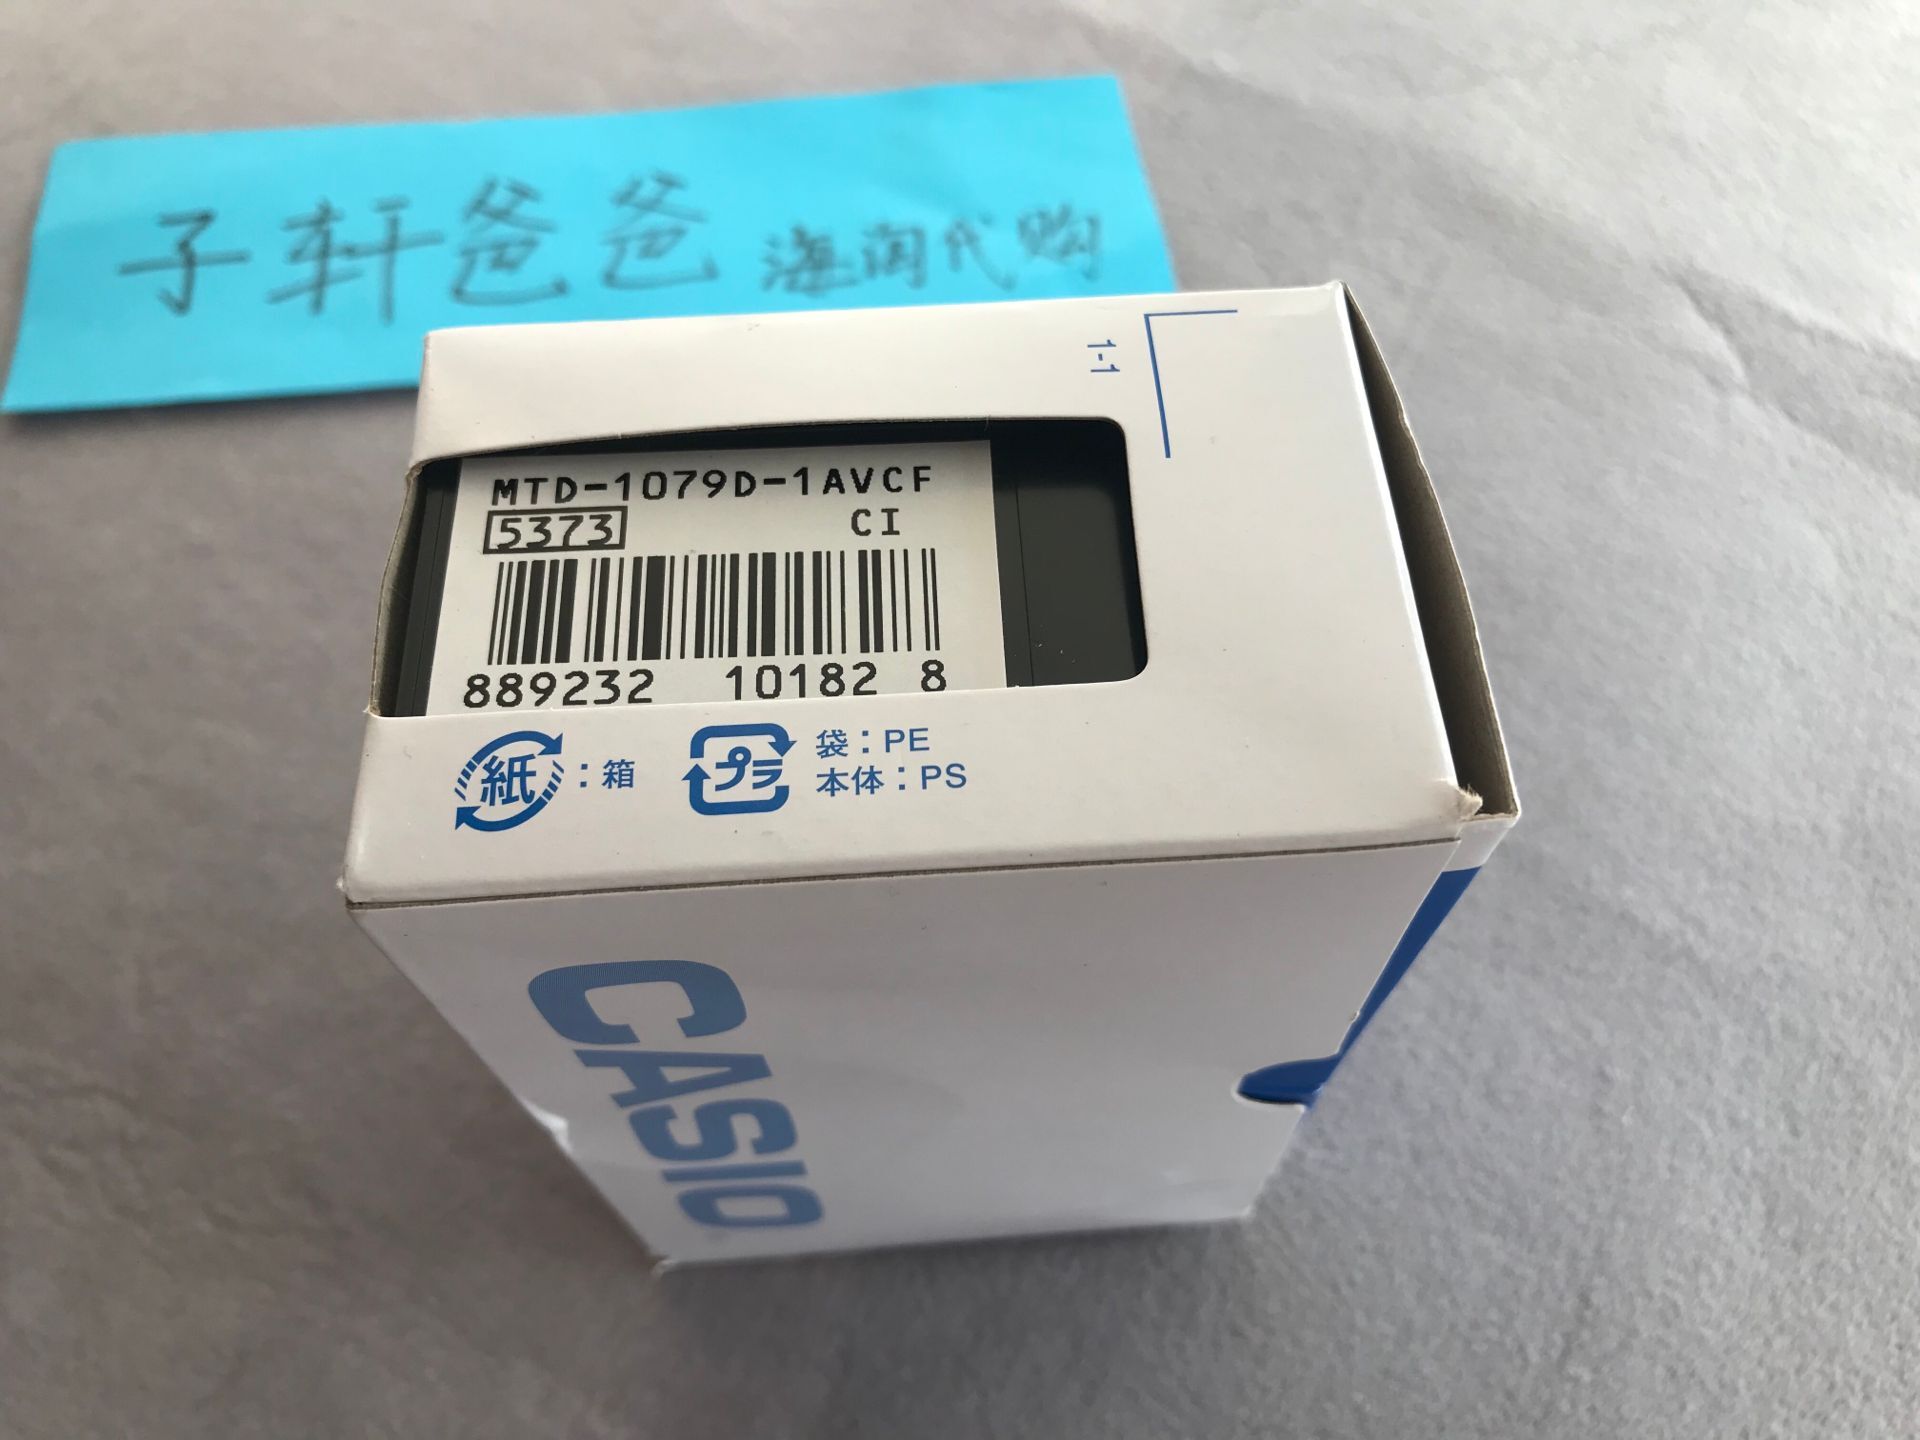 子轩爸爸 海南代购
1-1
MTD-1079D-1AVCF
5373 CI
889232 10182 8
紙:箱
プラ 袋:PE
本体:PS
CASIO